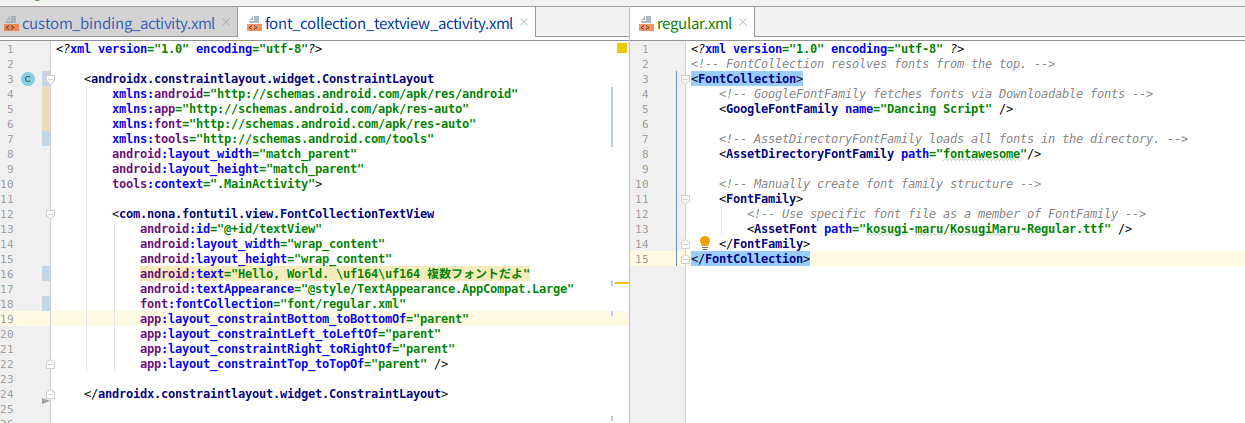 custom_binding_activity.xml
font_collection_textview_activity.xml
1 <?xml version="1.0" encoding="utf-8"?>
2
3 <androidx.constraintlayout.widget.ConstraintLayout
4 xmlns:android="http://schemas.android.com/apk/res/android"
5 xmlns:app="http://schemas.android.com/apk/res-auto"
6 xmlns:font="http://schemas.android.com/apk/res-auto"
7 xmlns:tools="http://schemas.android.com/tools"
8 android:layout_width="match_parent"
9 android:layout_height="match_parent"
10 tools:context=".MainActivity">
11
12 <com.nona.fontutil.view.FontCollectionTextView
13 android:id="@+id/textView"
14 android:layout_width="wrap_content"
15 android:layout_height="wrap_content"
16 android:text="Hello, World. \uf164\uf164 複数フォントだよ"
17 android:textAppearance="@style/TextAppearance.AppCompat.Large"
18 font:fontCollection="font/regular.xml"
19 app:layout_constraintBottom_toBottomOf="parent"
20 app:layout_constraintLeft_toLeftOf="parent"
21 app:layout_constraintRight_toRightOf="parent"
22 app:layout_constraintTop_toTopOf="parent" />
23
24 </androidx.constraintlayout.widget.ConstraintLayout>
25
regular.xml
1 <?xml version="1.0" encoding="utf-8" ?>
2 <!-- FontCollection resolves fonts from the top. -->
3 <FontCollection>
4 <!-- GoogleFontFamily fetches fonts via Downloadable fonts -->
5 <GoogleFontFamily name="Dancing Script" />
6
7 <!-- AssetDirectoryFontFamily loads all fonts in the directory. -->
8 <AssetDirectoryFontFamily path="fontawesome"/>
9
10 <!-- Manually create font family structure -->
11 <FontFamily>
12 <!-- Use specific font file as a member of FontFamily -->
13 <AssetFont path="kosugi-maru/KosugiMaru-Regular.ttf" />
14 </FontFamily>
15 </FontCollection>